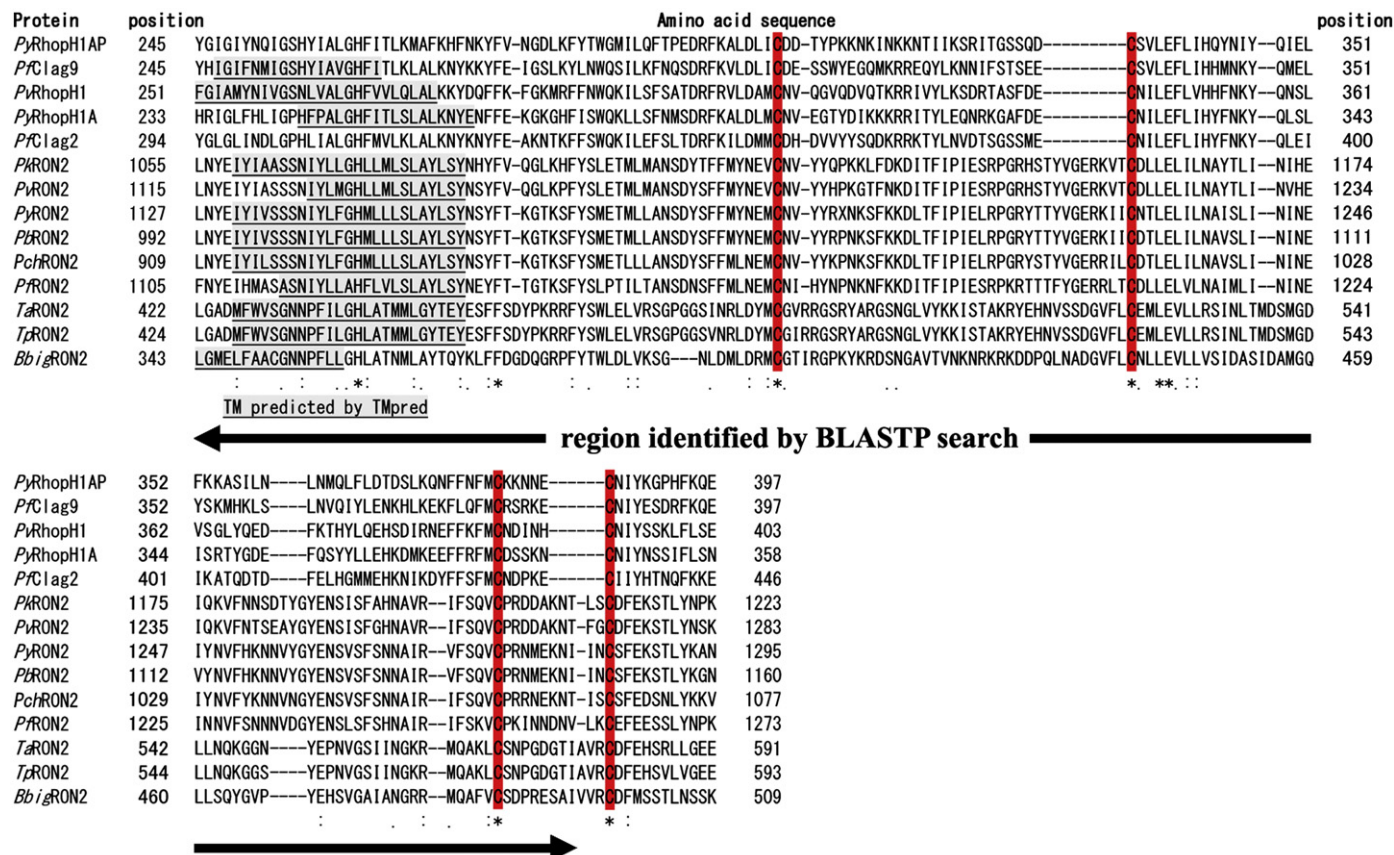 Protein position Amino acid sequence position
PyRhopH1AP 245 YGIGIYNQIGSHYIALGHFITLKMAFKHFNKYFV-NGDLKFYTWGMILQFTPEDRFKALDLICDD-TYPKKNKINKKNTIIKSRITGSSQD---------CSVLEFLIHQYNIY--QIEL 351
PfClag9 245 YHIGIFNMIGSHYIAVGHFITLKLALKNYKKYFE-IGSLKYLNWQSILKFNQSDRFKVLDLICDE-SSWYEGQMKRREQYLKNNIFSTSEE---------CSVLEFLIHHMNKY--QMEL 351
PvRhopH1 251 FGIAMYNIVGSNLVALGHFVVLQLALKKYDQFFK-FGKMRFFNWQKILSFSATDRFRVLDAMCNV-QGVQDVQTKRRVIYLKNSRDTASFDE---------CNILEFLVHHFNKY--QNSL 361
PyRhopH1A 233 HRIGLFHLIGPHFPALGHFITLSLALKNYENFFK-GKGHFISWQKLLSFNMSDRFKALDLMCNV-EGTYDIKKKRRITYLEQNRKGAFDE---------CNILEFLIHYFNKY--QLSL 343
PfClag2 294 YGLGLINDLGPHLIALGHFMVLKLALKNYKNYFE-AKNTKFFSWQKILEFSLTDRFKILDMMCDH-DVVYYSQDKRRKTYLNVDTSGSSME---------CNILEFLIHYFNKY--QLEI 400
PkRON2 1055 LNYEIYIAASSNIYLLGHLLMLSLAYLSYNHYFV-QGLKHFYSLETMLMANSDYTFFMYNEVCNV-YYQPKKLFDKDITFIPIESRPGRHSTYVGERKVTCDLLELILNAYTLI--NIHE 1174
PvRON2 1115 LNYEIYIASSSNIYLMGHLLMLSLAYLSYNSYFV-QGLKPFYSLETMLMANSDYSFFMYNEVCNV-YYHPKGTFNKDITFIPIESRPGRHSTYVGERKVTCDLLELILNAYTLI--NVHE 1234
PyRON2 1127 LNYEIYIVSSSNIYLFGHMLLLSLAYLSYNSYFT-KGTKSFYSMETMLLANSDYSFFMYNEMCNV-YYRXNKSFKKDLTFIPIELRPGRYTTYVGERKIICNTLELILNAISLI--NINE 1246
PbRON2 992 LNYEIYIVSSSNIYLFGHMLLLSLAYLSYNSYFT-KGTKSFYSMETMLLANSDYSFFMYNEMCNV-YYRPNKSFKKDLTFIPIELRPGRYSTYVGERKIICDTLELILNAVSLI--NINE 1111
PchRON2 909 LNYEIYILSSSNIYLFGHMLLLSLAYLSYNSYFT-KGTKSFYSMETLLLANSDYSFFMLNEMCNV-YYKPNKSFKKDLTFIPIELRPGRYSTYVGERRILCDTLELILNAVSLI--NINE 1028
PfRON2 1105 FNYEIHMASASNIYLLAHFLVLSLAYLSYNEYFT-TGTKSFYSLPTILTANSDYSFFMLNEMCNI-HYNPNKSFKKDITFIPIESRPGRTTTFYGERRLTCDLLELVLNAIMLI--NINE 1224
TaRON2 422 LGADMFWVSGNNPFILGHLATMMLGYTEYESFFSDYPKRRFYSWLELVRSGPGGSINRLDYMCGVRRGSRYARGSNGLVYKKISTAKRYEHNVSSDGVFLCEMLEVLLRSINLTMDSMGD 541
TpRON2 424 LGADMFWVSGNNPFILGHLATMMLGYTEYESFFSDYPKRRFYSWLELVRSGPGGSVNRLDYMCGIRRGSRYARGSNGLVYKKISTAKRYEHNVSSDGVFLCEMLEVLLRSINLTMDSMGD 543
BbigRON2 343 LGMELFAACGNNPFLLGHLATNMLAYTQYKLFFDGDQGRPFYTWLDLVKSG---NLDMLDRMCGTIRGPKYKRDSNGAVTVNKNRKRKDDPQLNADGVFLCNLLEVLLVSIDASIDAMGQ 459
TM predicted by TMpred
region identified by BLASTP search
PyRhopH1AP 352 FKKASILN----LNMQLFLDTDSLKQNFFNFMCKKNNE------CNIYKGPHFKQE 397
PfClag9 352 YSKMHKLS----LNVQIYLENKHLKEKFLQFMCRSRKE------CNIYESDRFKQE 397
PvRhopH1 362 VSGLYQED----FKTHYLQEHSDIRNEFFKFMCNDINH------CNIYSSKLFLSE 403
PyRhopH1A 344 ISRTYGDE----FQSYYLLEHKDMKEEFFRFMCDSSKN------CNIYNSSIFLSN 358
PfClag2 401 IKATQDTD----FELHGMMEHKNIKDYFFSFMCNDPKE------CIIYHTNQFKKE 446
PkRON2 1175 IQKVFNNSDTYGYENSISFAHNAVR--IFSQVCPRDDAKNT-LSCDFEKSTLYNPK 1223
PvRON2 1235 IQKVFNTSEAYGYENSISFGHNAVR--IFSQVCPRDDAKNT-FGCDFEKSTLYNSK 1283
PyRON2 1247 IYNVFHKNNVYGYENSVSFSNNAIR--VFSQVCPRNMEKNI-INCSFEKSTLYKAN 1295
PbRON2 1112 VYNVFHKNNVYGYENSVSFSNNAIR--VFSQVCPRNMEKNI-INCSFEKSTLYKGN 1160
PchRON2 1029 IYNVFYKNNVNGYENSVSFSNNAIR--IFSQVCPRRNEKNT-ISCSFEDSNLYKKV 1077
PfRON2 1225 INNVFSNNNVDGYENSLSFSHNAIR--IFSKVCPKINNDNV-LKCEFEESSLYNPK 1273
TaRON2 542 LLNQKGGN----YEPNVGSIINGKR--MQAKLCSNPGDGTIAVRCDFEHSRLLGEE 591
TpRON2 544 LLNQKGGS----YEPNVGSIINGKR--MQAKLCSNPGDGTIAVRCDFEHSVLVGEE 593
BbigRON2 460 LLSQYGVP----YEHSVGAIANGRR--MQAFVCSDPRESAIVVRCDFMSSTLNSSK 509